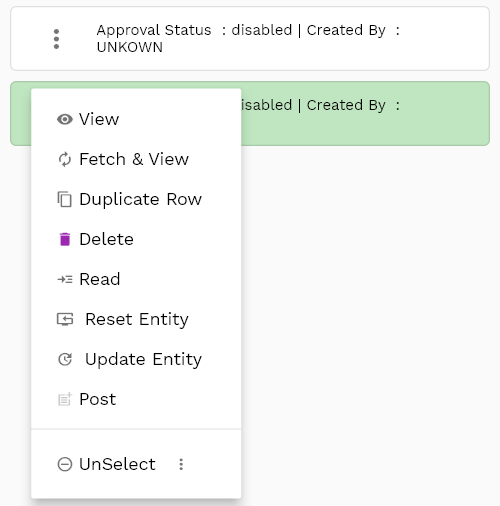 Approval Status : disabled | Created By :
UNKOWN
isabled | Created By :
View
Fetch & View
Duplicate Row
Delete
Read
Reset Entity
Update Entity
Post
UnSelect